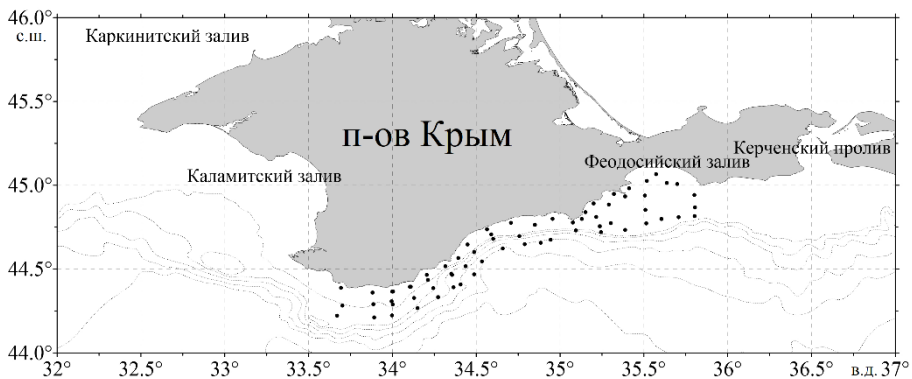 46.0°
с.ш.
Каркинитский залив
45.5°
п-ов Крым
Керченский пролив
Феодосийский залив
Каламитский залив
45.0°
44.5°
44.0°
32° 32.5° 33° 33.5° 34° 34.5° 35° 35.5° 36° 36.5° в.д. 37°